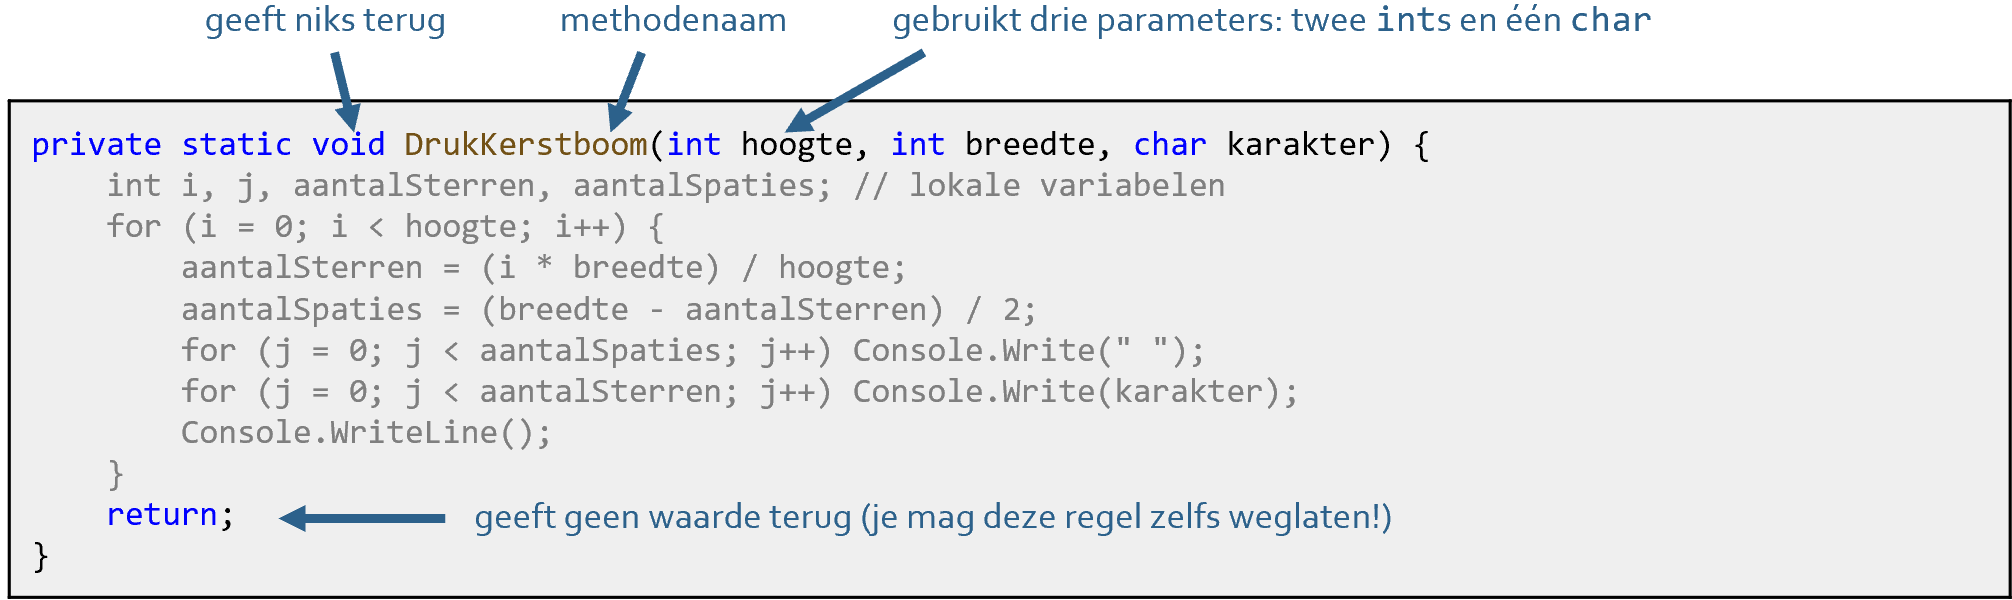 geeft niks terug methodenaam gebruikt drie parameters: twee ints en één char
private static void DrukKerstboom(int hoogte, int breedte, char karakter) {
    int i, j, aantalSterren, aantalSpaties; // lokale variabelen
    for (i = 0; i < hoogte; i++) {
        aantalSterren = (i * breedte) / hoogte;
        aantalSpaties = (breedte - aantalSterren) / 2;
        for (j = 0; j < aantalSpaties; j++) Console.Write(" ");
        for (j = 0; j < aantalSterren; j++) Console.Write(karakter);
        Console.WriteLine();
    }
    return; geeft geen waarde terug (je mag deze regel zelfs weglaten!)
}